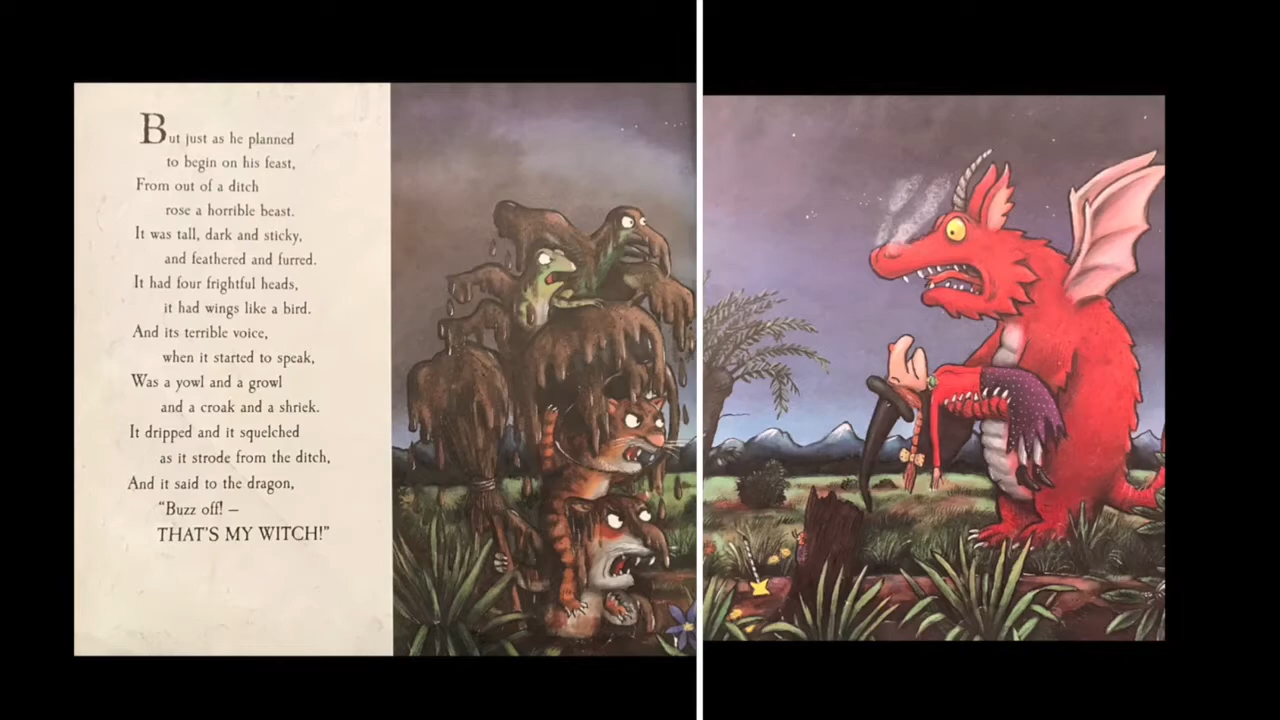 But just as he planned
to begin on his feast,
From out of a ditch
rose a horrible beast.
It was tall, dark and sticky,
and feathered and furred.
It had four frightful heads,
it had wings like a bird.
And its terrible voice,
when it started to speak,
Was a yowl and a growl
and a croak and a shriek.
It dripped and it squelched
as it strode from the ditch,
And it said to the dragon,
“Buzz off! –
THAT'S MY WITCH!”